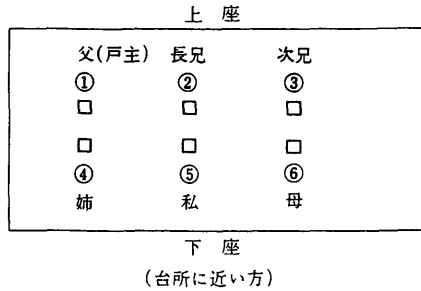 上座
父(戸主) 長兄 次兄
① ② ③
④ ⑤ ⑥
姉 私 母
下座
(台所に近い方)